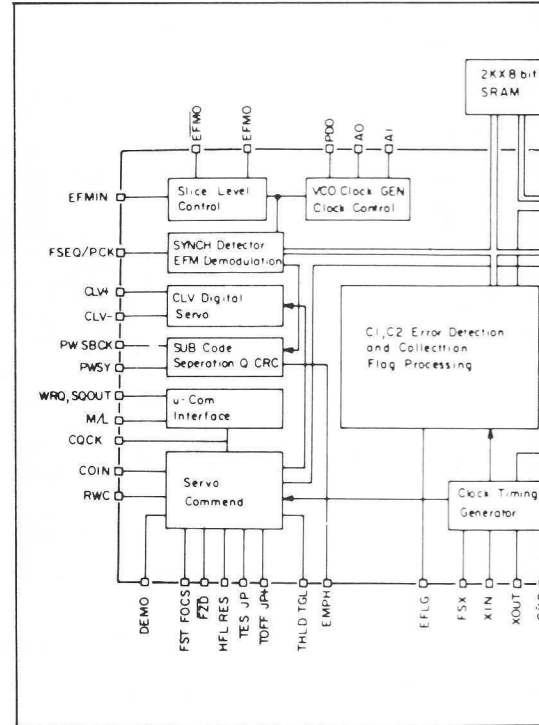 2KX8 bit
SRAM
EFMO
EFMO
PDO
AO
AI
EFMIN
Slice Level
Control
VCO Clock GEN
Clock Control
FSEQ/PCK
SYNCH Detector
EFM Demodulation
CLV+
CLV-
CLV Digital
Servo
PW SBCK
PWSY
SUB Code
Seperation Q CRC
C1,C2 Error Detection
and Collecttion
Flag Processing
WRQ,SQOUT
M/L
u-Com
Interface
CQCK
COIN
RWC
Servo
Commend
Clock Timing
Generator
DEMO
FST FOCS
FZD
HFL RES
TES JP
TOFF JP+
THLD TGL
EMPH
EFLG
FSX
XIN
XOUT